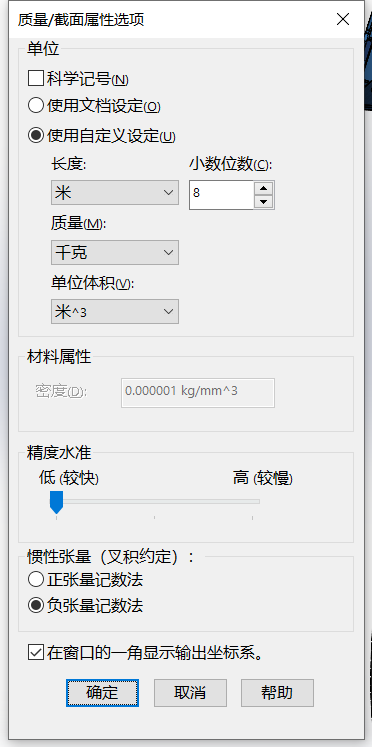 质量/截面属性选项
单位
科学记号(N)
使用文档设定(O)
使用自定义设定(U)
长度: 小数位数(C):
米 8
质量(M):
千克
单位体积(V):
米^3
材料属性
密度(D): 0.000001 kg/mm^3
精度水准
低 (较快) 高 (较慢)
惯性张量（叉积约定）:
正张量记数法
负张量记数法
在窗口的一角显示输出坐标系。
确定 取消 帮助